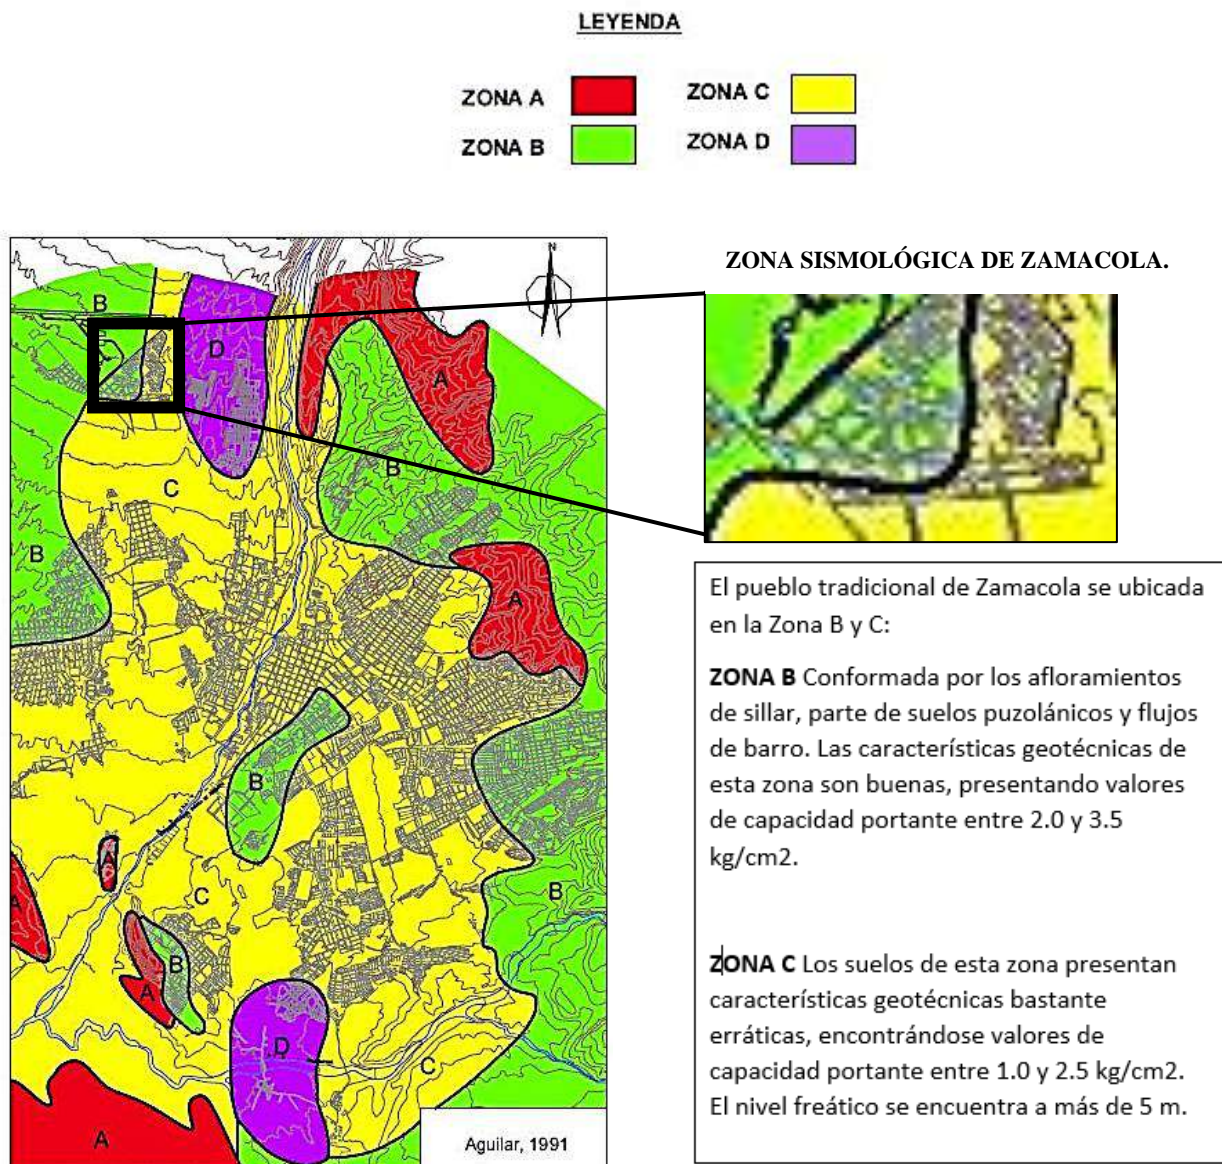 LEYENDA
ZONA A
ZONA C
ZONA B
ZONA D
ZONA SISMOLÓGICA DE ZAMACOLA.
N
B
D
A
B
C
B
A
B
A
A
C
B
B
A
D
C
A
Aguilar, 1991
El pueblo tradicional de Zamacola se ubicada
en la Zona B y C:
ZONA B Conformada por los afloramientos
de sillar, parte de suelos puzolánicos y flujos
de barro. Las características geotécnicas de
esta zona son buenas, presentando valores
de capacidad portante entre 2.0 y 3.5
kg/cm2.
ZONA C Los suelos de esta zona presentan
características geotécnicas bastante
erráticas, encontrándose valores de
capacidad portante entre 1.0 y 2.5 kg/cm2.
El nivel freático se encuentra a más de 5 m.